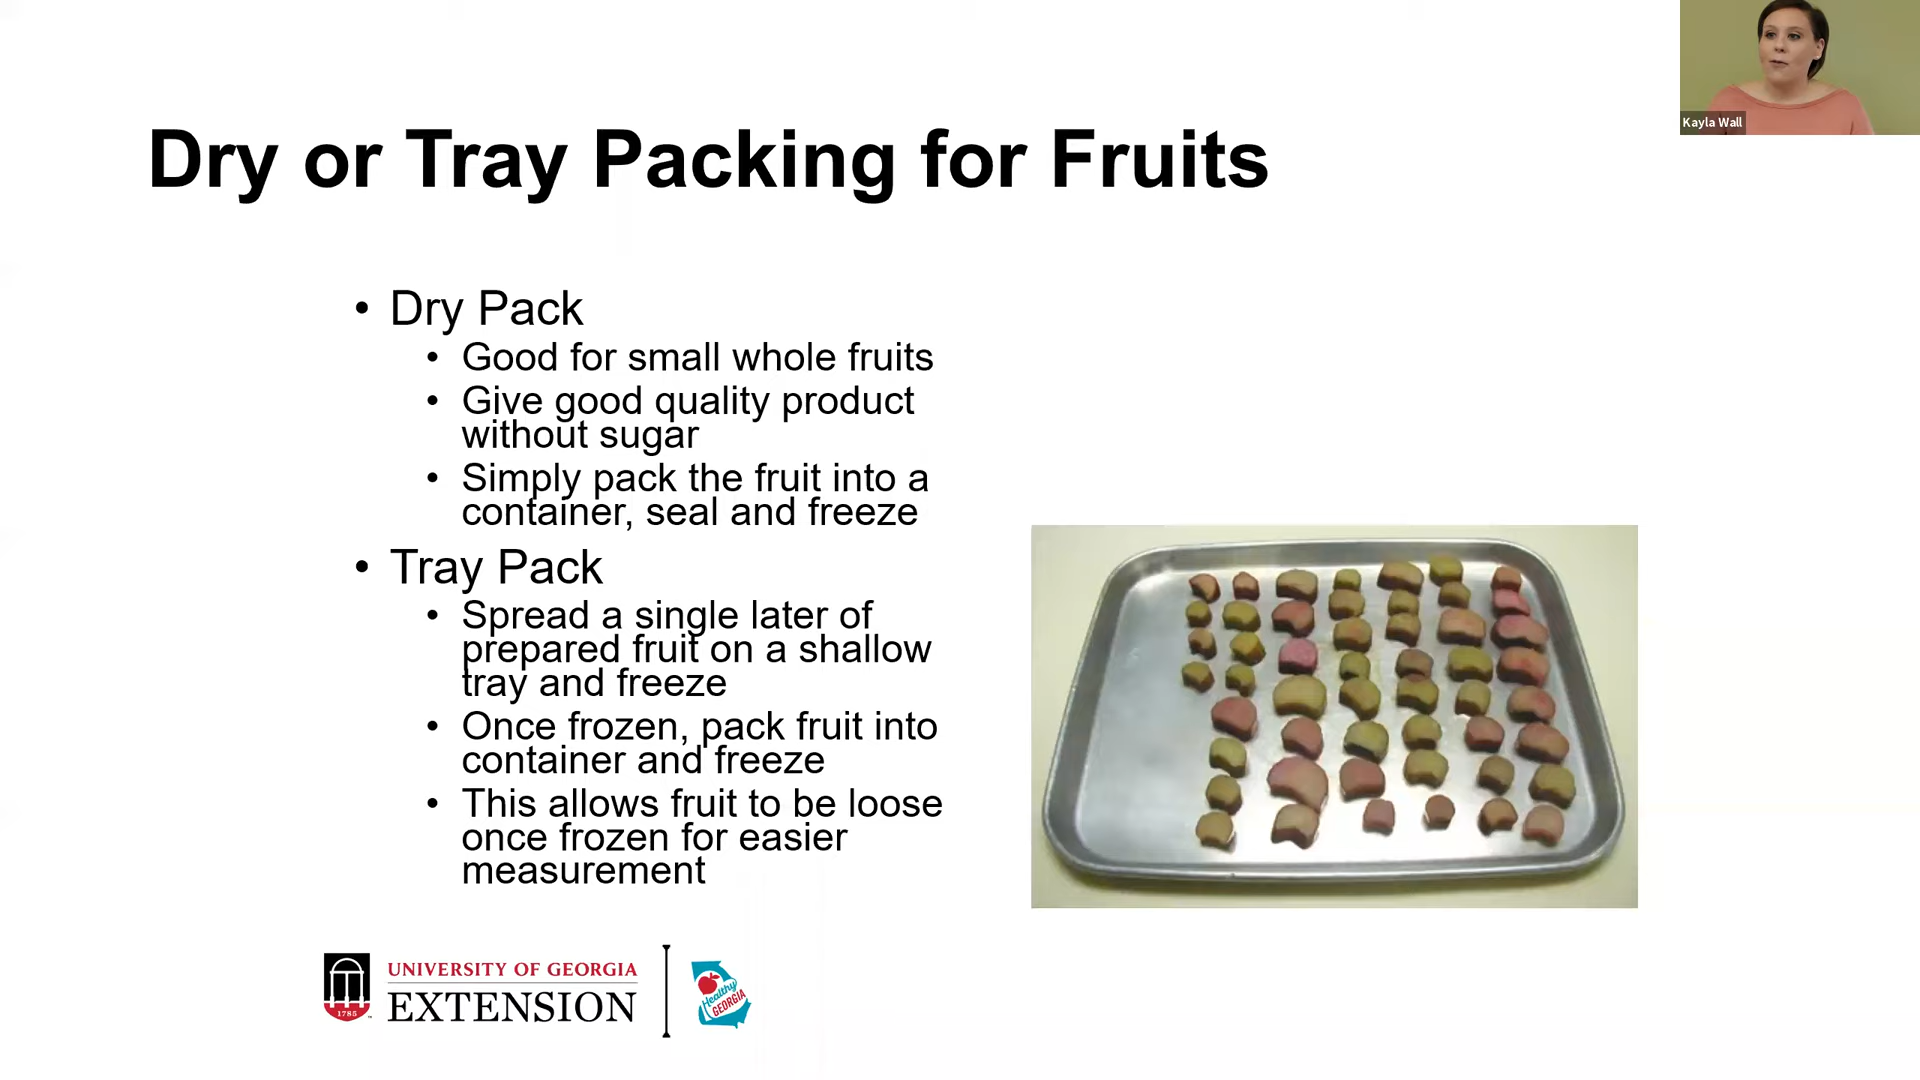 Kayla Wall
Dry or Tray Packing for Fruits
• Dry Pack
• Good for small whole fruits
• Give good quality product
without sugar
• Simply pack the fruit into a
container, seal and freeze
• Tray Pack
• Spread a single later of
prepared fruit on a shallow
tray and freeze
• Once frozen, pack fruit into
container and freeze
• This allows fruit to be loose
once frozen for easier
measurement
1785
UNIVERSITY OF GEORGIA
EXTENSION
Healthy
GEORGIA